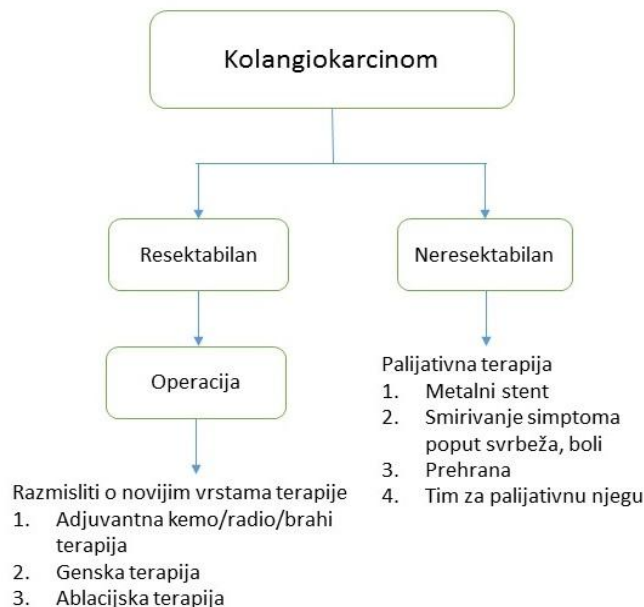 Kolangiokarcinom
Resektabilan
Neresektabilan
Operacija
Palijativna terapija
1. Metalni stent
2. Smirivanje simptoma
poput svrbeža, boli
3. Prehrana
4. Tim za palijativnu njegu
Razmisliti o novijim vrstama terapije
1. Adjuvantna kemo/radio/brahi
terapija
2. Genska terapija
3. Ablacijska terapija